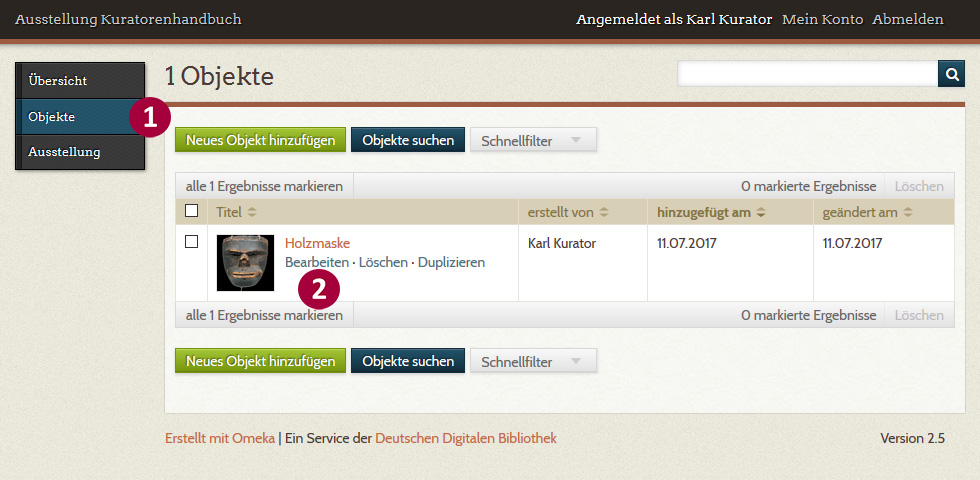 Ausstellung Kuratorenhandbuch Angemeldet als Karl Kurator Mein Konto Abmelden
Übersicht
Objekte 1
Ausstellung
1 Objekte
Neues Objekt hinzufügen Objekte suchen Schnellfilter
alle 1 Ergebnisse markieren 0 markierte Ergebnisse Löschen
Titel erstellt von hinzugefügt am geändert am
Holzmaske Karl Kurator 11.07.2017 11.07.2017
Bearbeiten · Löschen · Duplizieren
2
alle 1 Ergebnisse markieren 0 markierte Ergebnisse Löschen
Neues Objekt hinzufügen Objekte suchen Schnellfilter
Erstellt mit Omeka | Ein Service der Deutschen Digitalen Bibliothek Version 2.5